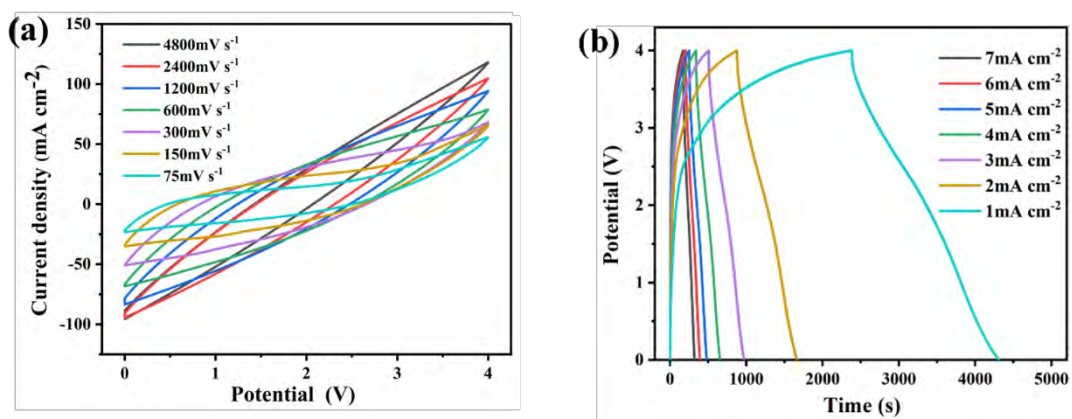 (a)
150
100
50
0
-50
-100
Current density (mA cm-2)
4800mV s-1
2400mV s-1
1200mV s-1
600mV s-1
300mV s-1
150mV s-1
75mV s-1
0 1 2 3 4
Potential (V)
(b)
4
3
2
1
0
Potential (V)
7mA cm-2
6mA cm-2
5mA cm-2
4mA cm-2
3mA cm-2
2mA cm-2
1mA cm-2
0 1000 2000 3000 4000 5000
Time (s)